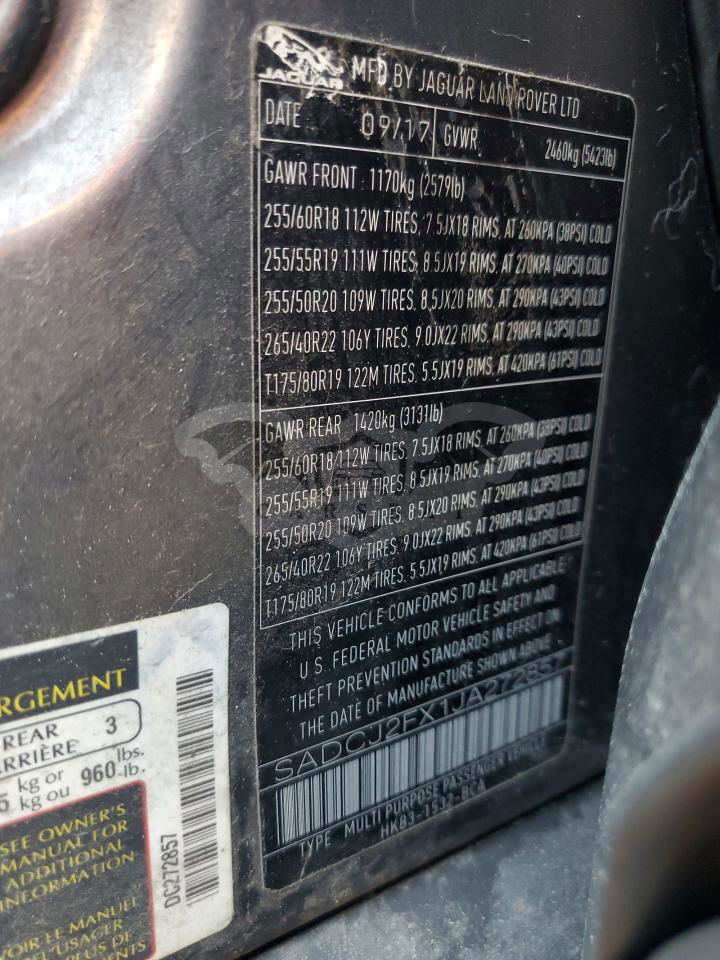 JAGUAR
MFD BY JAGUAR LAND ROVER LTD
DATE 09/17 GVWR 2460kg (5423lb)
GAWR FRONT : 1170kg (2579lb)
255/60R18 112W TIRES, 7.5JX18 RIMS, AT 260KPA (38PSI) COLD
255/55R19 111W TIRES, 8.5JX19 RIMS, AT 270KPA (40PSI) COLD
255/50R20 109W TIRES, 8.5JX20 RIMS, AT 290KPA (43PSI) COLD
265/40R22 106Y TIRES, 9.0JX22 RIMS, AT 290KPA (43PSI) COLD
T175/80R19 122M TIRES, 5.5JX19 RIMS, AT 420KPA (61PSI) COLD
GAWR REAR : 1420kg (3131lb)
255/60R18 112W TIRES, 7.5JX18 RIMS, AT 260KPA (38PSI) COLD
255/55R19 111W TIRES, 8.5JX19 RIMS, AT 270KPA (40PSI) COLD
255/50R20 109W TIRES, 8.5JX20 RIMS, AT 290KPA (43PSI) COLD
265/40R22 106Y TIRES, 9.0JX22 RIMS, AT 290KPA (43PSI) COLD
T175/80R19 122M TIRES, 5.5JX19 RIMS, AT 420KPA (61PSI) COLD
THIS VEHICLE CONFORMS TO ALL APPLICABLE
U.S. FEDERAL MOTOR VEHICLE SAFETY AND
THEFT PREVENTION STANDARDS IN EFFECT ON
THE DATE OF MANUFACTURE SHOWN ABOVE.
SADCJ2FX1JA272857
TYPE MULTI PURPOSE PASSENGER VEHICLE
HK83-1532-BCA
RGEMENT
REAR 3
ARRIÈRE
kg or 960 lbs.
kg ou lb.
SEE OWNER'S
MANUAL FOR
ADDITIONAL
INFORMATION
VOIR LE MANUEL
DE L'USAGER
PLUS DE
DC272857